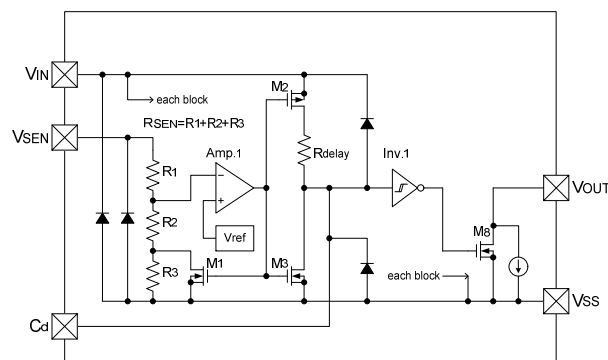 VIN
each block
M2
VSEN
RSEN=R1+R2+R3
Amp.1
Rdelay
Inv.1
R1
−
+
VOUT
R2
Vref
M8
M1
M3
R3
each block
VSS
Cd